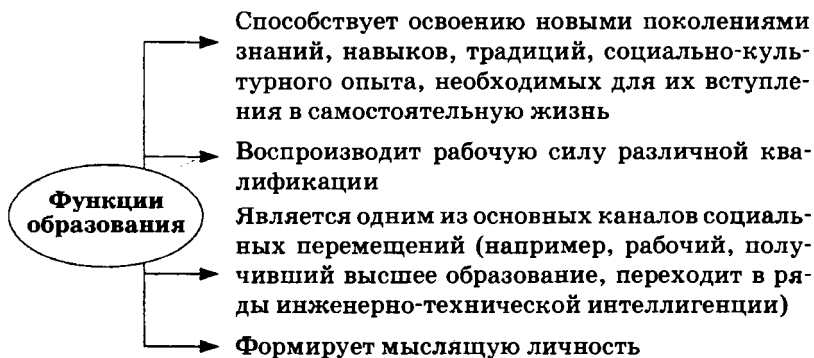 Способствует освоению новыми поколениями
знаний, навыков, традиций, социально-куль-
турного опыта, необходимых для их вступле-
ния в самостоятельную жизнь
Воспроизводит рабочую силу различной ква-
лификации
Функции
образования
Является одним из основных каналов социаль-
ных перемещений (например, рабочий, полу-
чивший высшее образование, переходит в ря-
ды инженерно-технической интеллигенции)
Формирует мыслящую личность